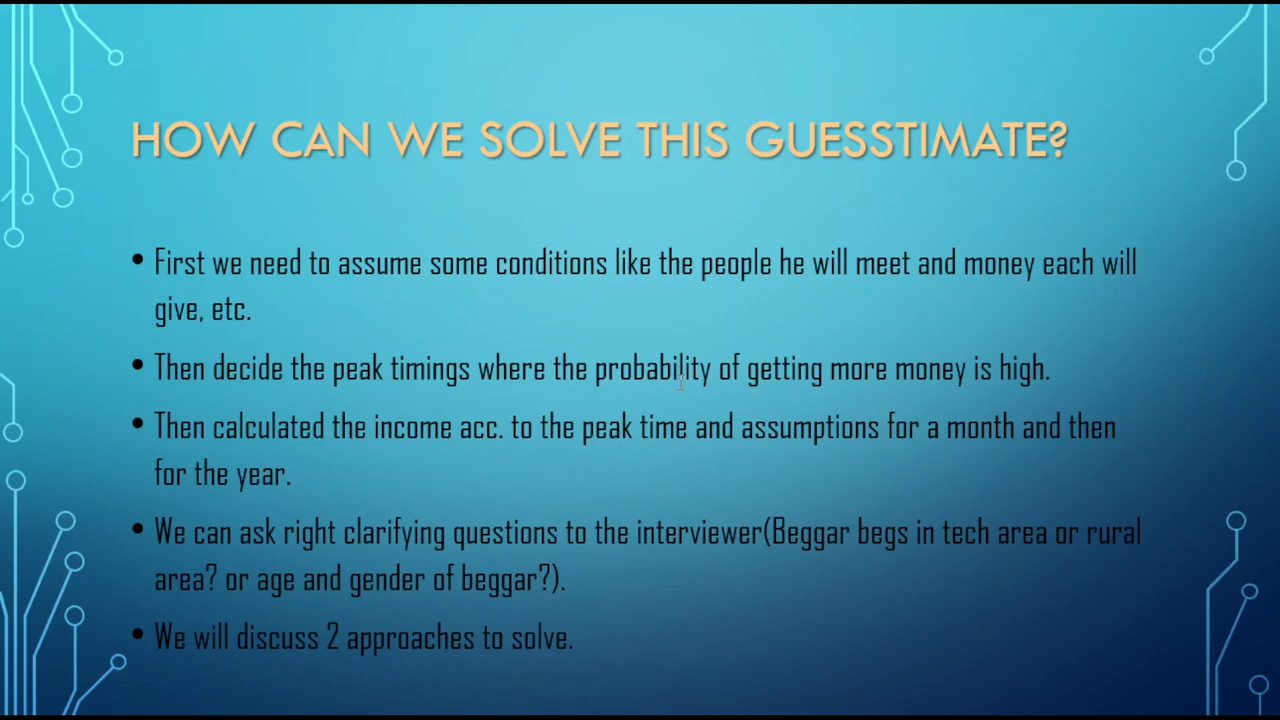 HOW CAN WE SOLVE THIS GUESSTIMATE?
• First we need to assume some conditions like the people he will meet and money each will
give, etc.
• Then decide the peak timings where the probability of getting more money is high.
• Then calculated the income acc. to the peak time and assumptions for a month and then
for the year.
• We can ask right clarifying questions to the interviewer(Beggar begs in tech area or rural
area? or age and gender of beggar?).
• We will discuss 2 approaches to solve.